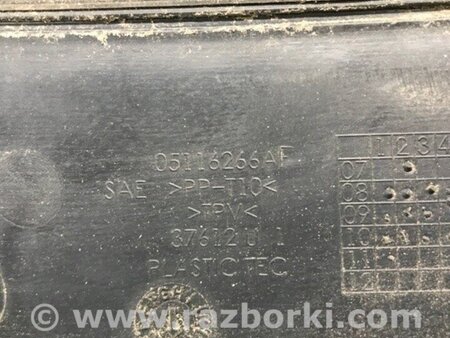 05116266AF
SAE >PP-T10<
>TPV<
37612 U 1
PLASTIC TEC
1 2 3 4
07
08
09
10
11
www.razborki.com